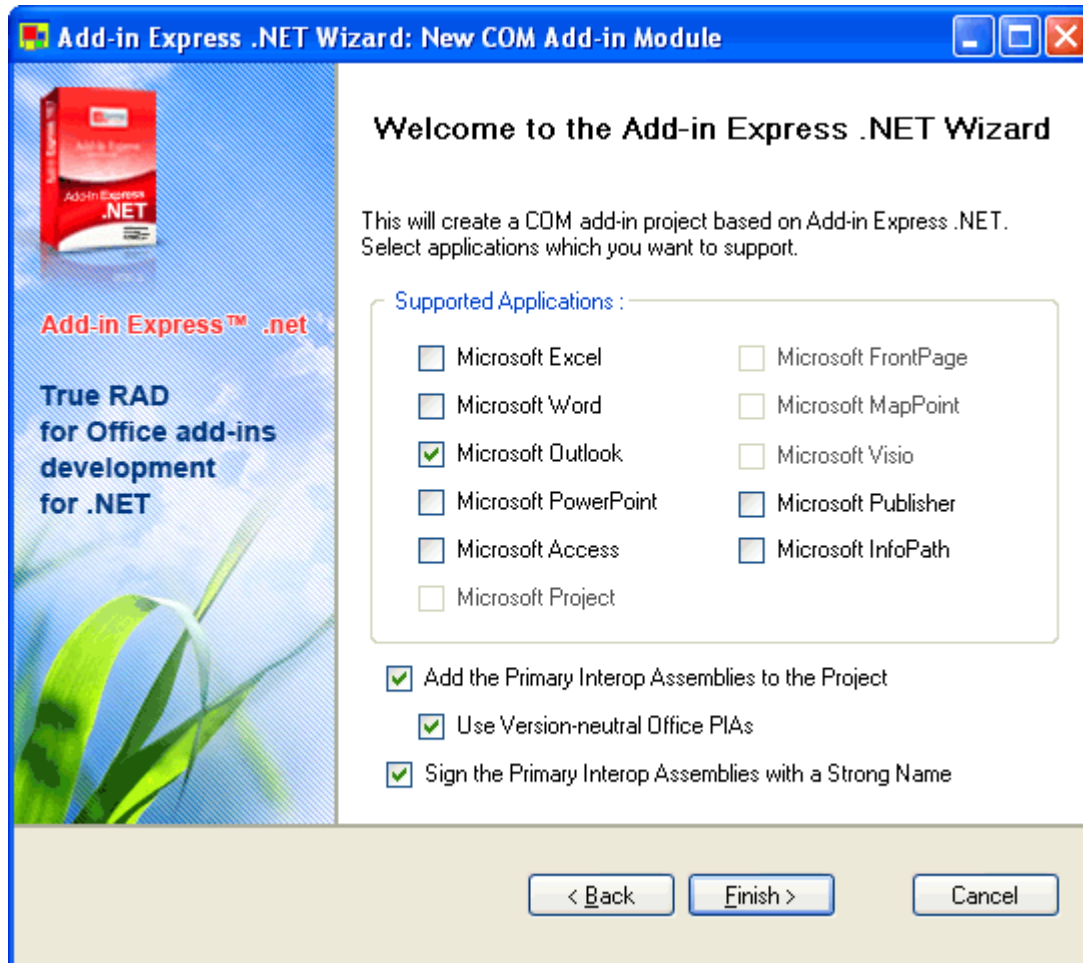 Add-in Express .NET Wizard: New COM Add-in Module
Add-in Express
.NET
Add-in Express™ .net
True RAD
for Office add-ins
development
for .NET
Welcome to the Add-in Express .NET Wizard
This will create a COM add-in project based on Add-in Express .NET.
Select applications which you want to support.
Supported Applications :
Microsoft Excel
Microsoft Word
Microsoft Outlook
Microsoft PowerPoint
Microsoft Access
Microsoft Project
Microsoft FrontPage
Microsoft MapPoint
Microsoft Visio
Microsoft Publisher
Microsoft InfoPath
Add the Primary Interop Assemblies to the Project
Use Version-neutral Office PIAs
Sign the Primary Interop Assemblies with a Strong Name
< Back
Finish >
Cancel